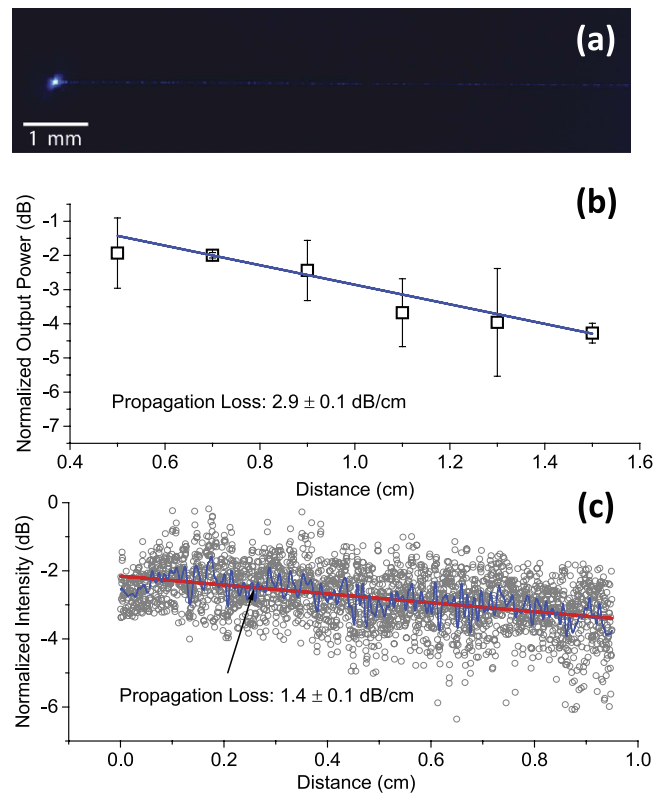 (a)
1 mm
(b)
Normalized Output Power (dB)
-1
-2
-3
-4
-5
-6
-7
Propagation Loss: 2.9 ± 0.1 dB/cm
0.4 0.6 0.8 1.0 1.2 1.4 1.6
Distance (cm)
(c)
Normalized Intensity (dB)
0
-2
-4
-6
Propagation Loss: 1.4 ± 0.1 dB/cm
0.0 0.2 0.4 0.6 0.8 1.0
Distance (cm)